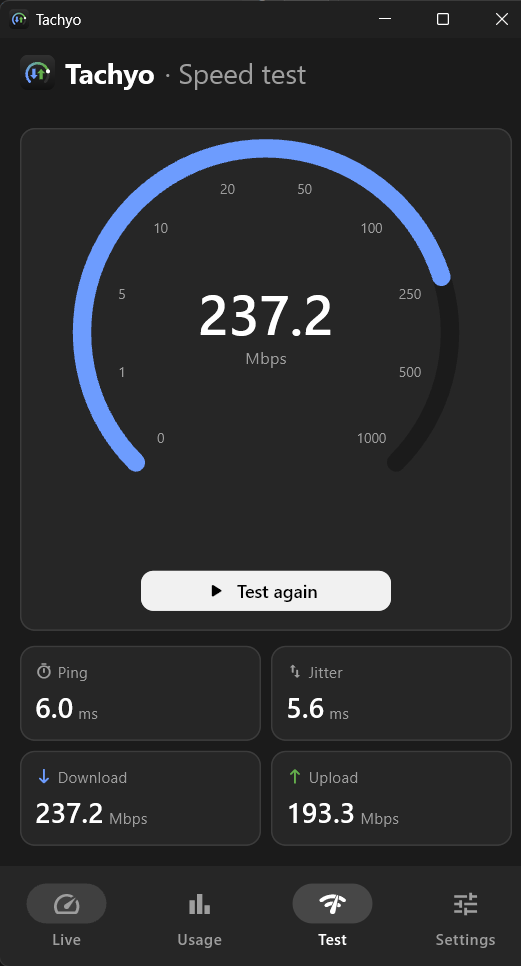 Tachyo
Tachyo · Speed test
20 50
10 100
5 250
237.2
Mbps
1 500
0 1000
Test again
Ping
6.0 ms
Jitter
5.6 ms
Download
237.2 Mbps
Upload
193.3 Mbps
Live Usage Test Settings